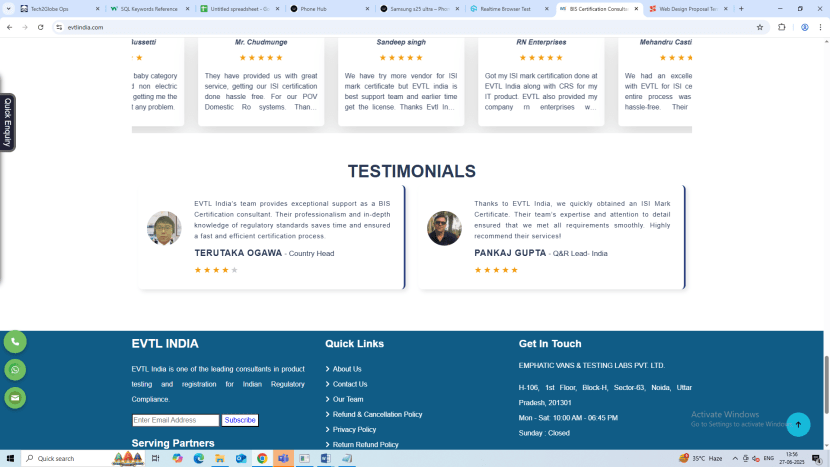 Tech2Globe Ops
SQL Keywords Reference
Untitled spreadsheet - G
Phone Hub
Samsung s25 ultra – Phon
Realtime Browser Test
BIS Certification Consultan
Web Design Proposal Tem
evtlindia.com
Quick Enquiry
Mussetti
baby category
non electric
getting me the
t any problem.
Mr. Chudmunge
They have provided us with great
service, getting our ISI certification
done hassle free. For our POV
Domestic Ro systems. Than...
Sandeep singh
We have try more vendor for ISI
mark certificate but EVTL india is
best support team and earlier time
get the license. Thanks Evtl In...
RN Enterprises
Got my ISI mark certification done at
EVTL India along with CRS for my
IT product EVTL also provided my
company rn enterprises w...
Mehandru Casti
We had an excelle
with EVTL for ISI ce
entire process was
hassle-free. Their
TESTIMONIALS
EVTL India's team provides exceptional support as a BIS
Certification consultant. Their professionalism and in-depth
knowledge of regulatory standards saves time and ensured
a fast and efficient certification process.
TERUTAKA OGAWA - Country Head
Thanks to EVTL India, we quickly obtained an ISI Mark
Certificate. Their team's expertise and attention to detail
ensured that we met all requirements smoothly. Highly
recommend their services!
PANKAJ GUPTA - Q&R Lead- India
EVTL INDIA
EVTL India is one of the leading consultants in product
testing and registration for Indian Regulatory
Compliance.
Enter Email Address
Subscribe
Serving Partners
Quick Links
About Us
Contact Us
Our Team
Refund & Cancellation Policy
Privacy Policy
Return Refund Policy
Get In Touch
EMPHATIC VANS & TESTING LABS PVT. LTD.
H-106, 1st Floor, Block-H, Sector-63, Noida, Uttar
Pradesh, 201301
Mon - Sat: 10:00 AM - 06:45 PM
Sunday : Closed
Activate Windows
Go to Settings to activate Windows.
Quick search
35°C Haze
ENG
13:56
27-06-2025